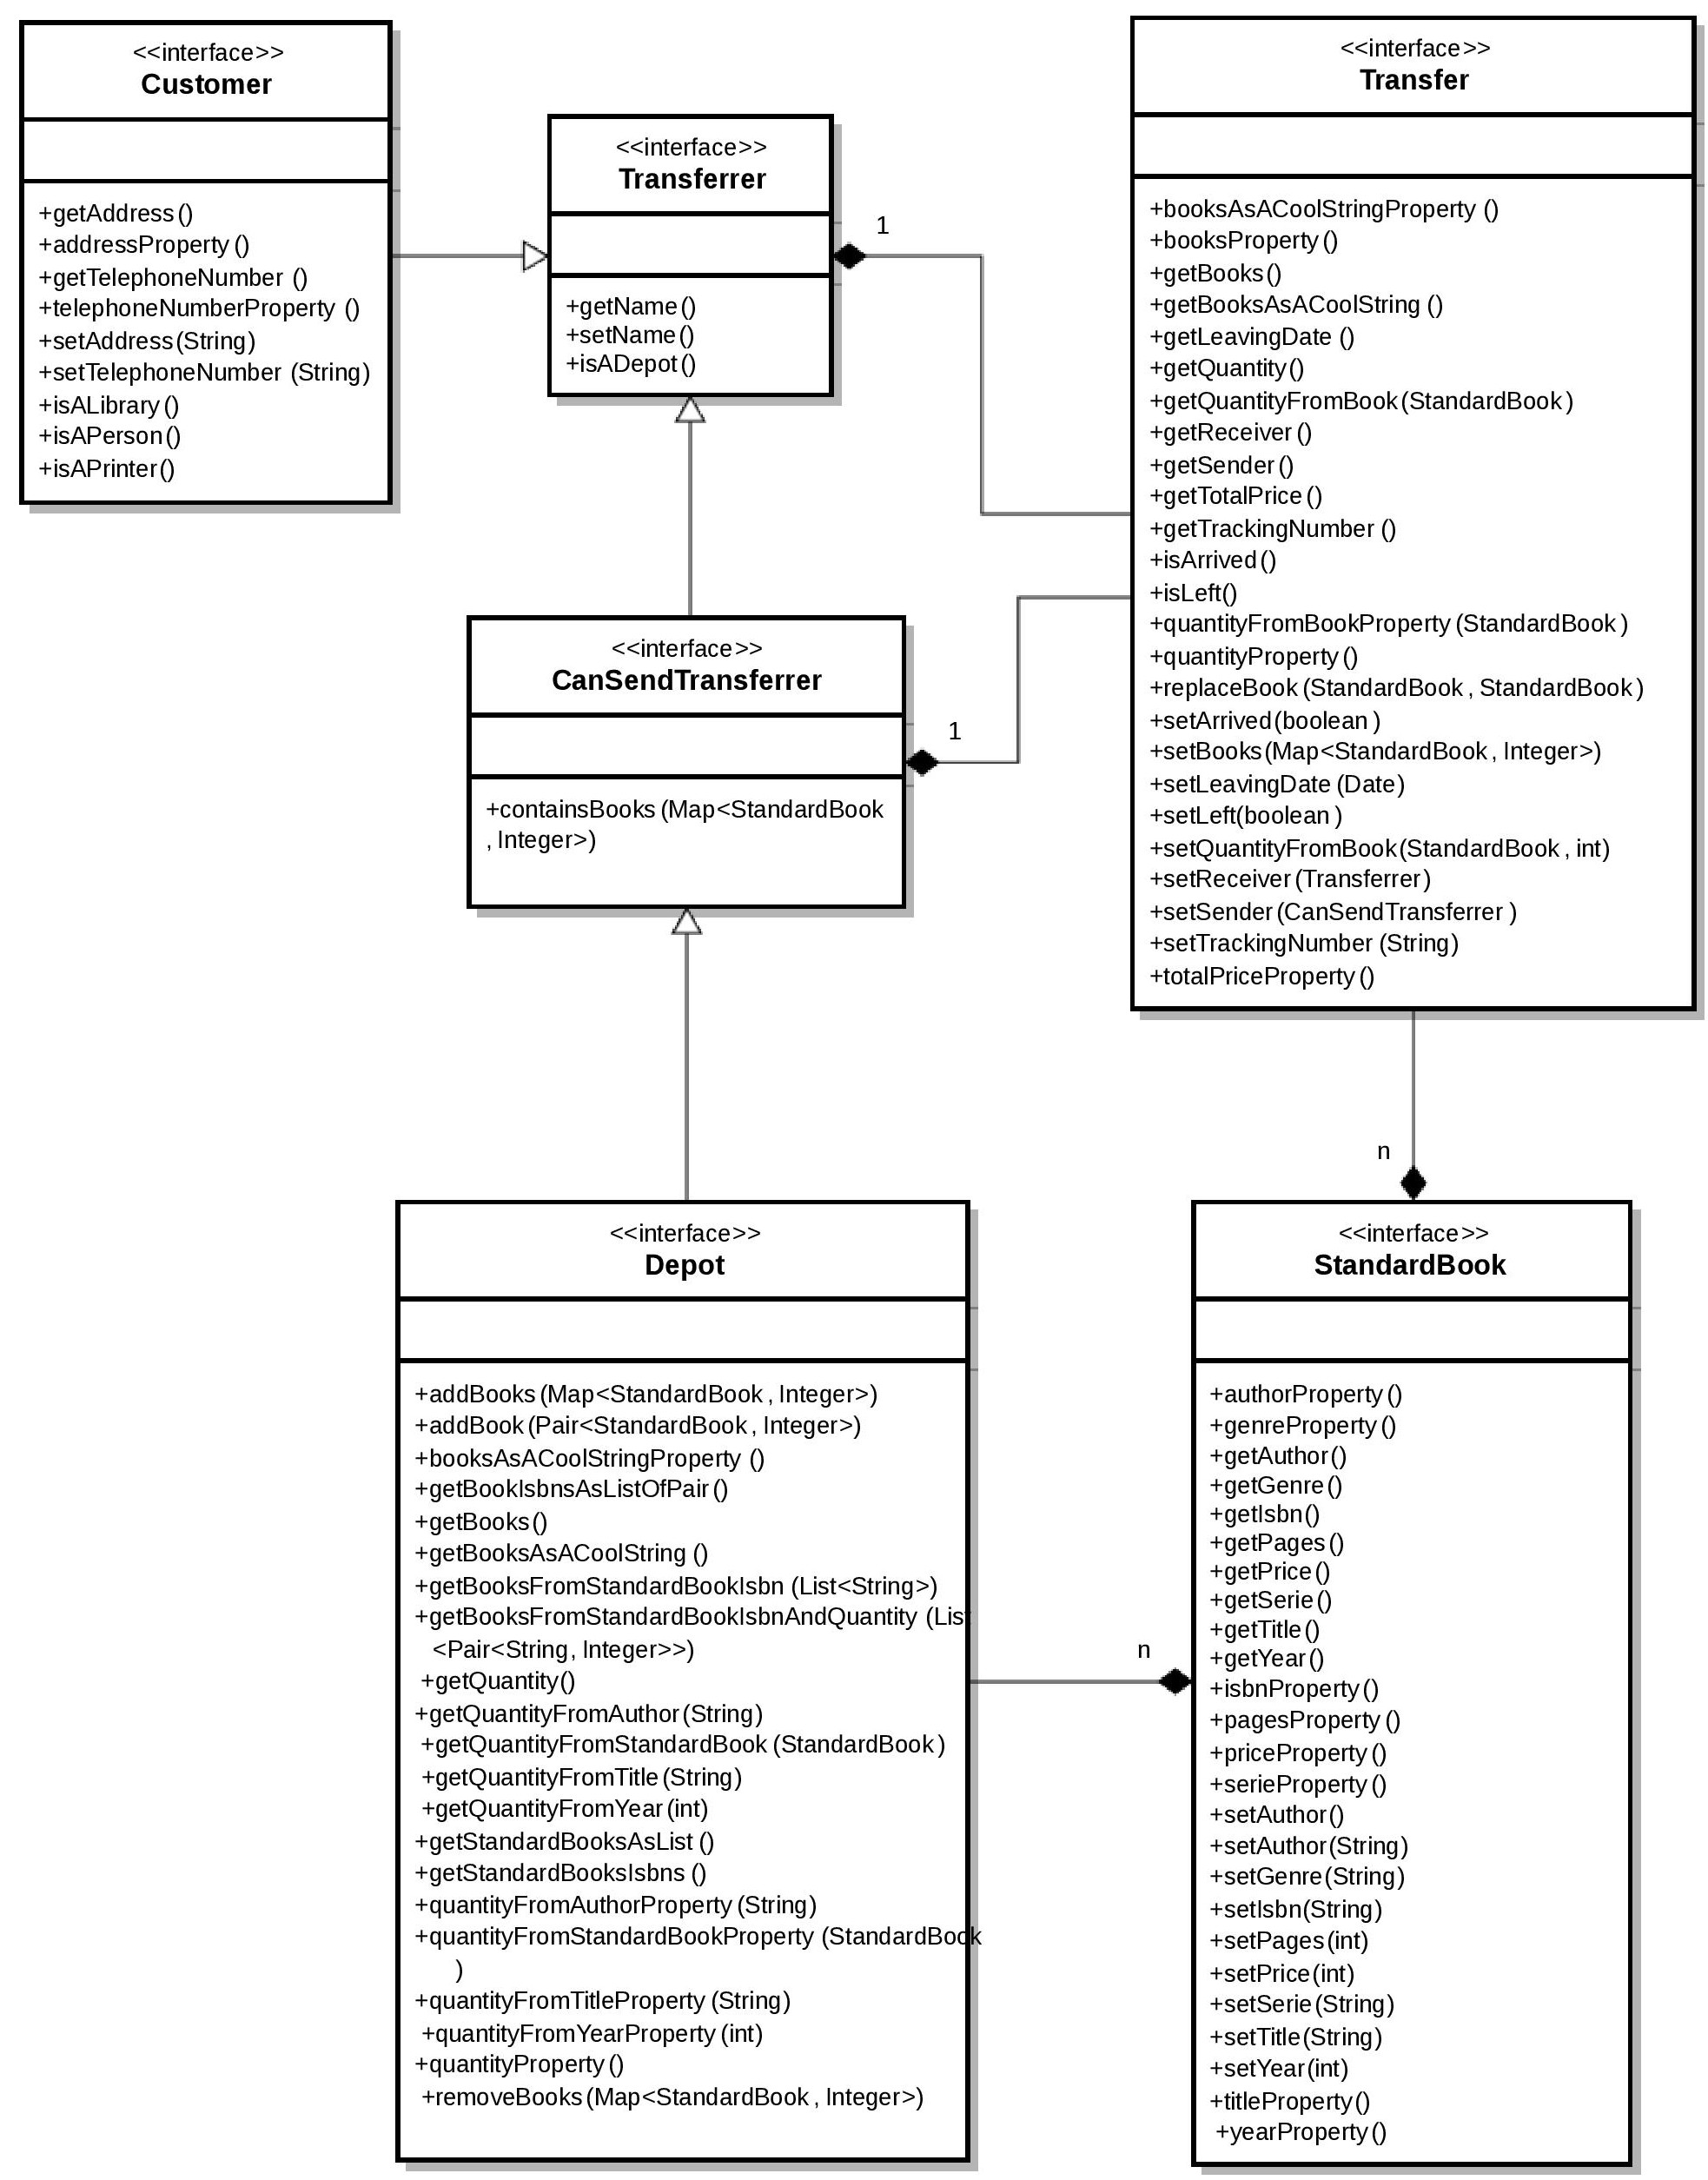 <<interface>>
Customer
+getAddress()
+addressProperty()
+getTelephoneNumber()
+telephoneNumberProperty()
+setAddress(String)
+setTelephoneNumber(String)
+isALibrary()
+isAPerson()
+isAPrinter()
<<interface>>
Transferrer
+getName()
+setName()
+isADepot()
1
<<interface>>
Transfer
+booksAsACoolStringProperty()
+booksProperty()
+getBooks()
+getBooksAsACoolString()
+getLeavingDate()
+getQuantity()
+getQuantityFromBook(StandardBook)
+getReceiver()
+getSender()
+getTotalPrice()
+getTrackingNumber()
+isArrived()
+isLeft()
+quantityFromBookProperty(StandardBook)
+quantityProperty()
+replaceBook(StandardBook, StandardBook)
+setArrived(boolean)
+setBooks(Map<StandardBook, Integer>)
+setLeavingDate(Date)
+setLeft(boolean)
+setQuantityFromBook(StandardBook, int)
+setReceiver(Transferrer)
+setSender(CanSendTransferrer)
+setTrackingNumber(String)
+totalPriceProperty()
<<interface>>
CanSendTransferrer
+containsBooks(Map<StandardBook
, Integer>)
1
n
<<interface>>
Depot
+addBooks(Map<StandardBook, Integer>)
+addBook(Pair<StandardBook, Integer>)
+booksAsACoolStringProperty()
+getBookIsbnsAsListOfPair()
+getBooks()
+getBooksAsACoolString()
+getBooksFromStandardBookIsbn(List<String>)
+getBooksFromStandardBookIsbnAndQuantity(List
<Pair<String, Integer>>)
+getQuantity()
+getQuantityFromAuthor(String)
+getQuantityFromStandardBook(StandardBook)
+getQuantityFromTitle(String)
+getQuantityFromYear(int)
+getStandardBooksAsList()
+getStandardBooksIsbns()
+quantityFromAuthorProperty(String)
+quantityFromStandardBookProperty(StandardBook
)
+quantityFromTitleProperty(String)
+quantityFromYearProperty(int)
+quantityProperty()
+removeBooks(Map<StandardBook, Integer>)
n
<<interface>>
StandardBook
+authorProperty()
+genreProperty()
+getAuthor()
+getGenre()
+getIsbn()
+getPages()
+getPrice()
+getSerie()
+getTitle()
+getYear()
+isbnProperty()
+pagesProperty()
+priceProperty()
+serieProperty()
+setAuthor()
+setAuthor(String)
+setGenre(String)
+setIsbn(String)
+setPages(int)
+setPrice(int)
+setSerie(String)
+setTitle(String)
+setYear(int)
+titleProperty()
+yearProperty()